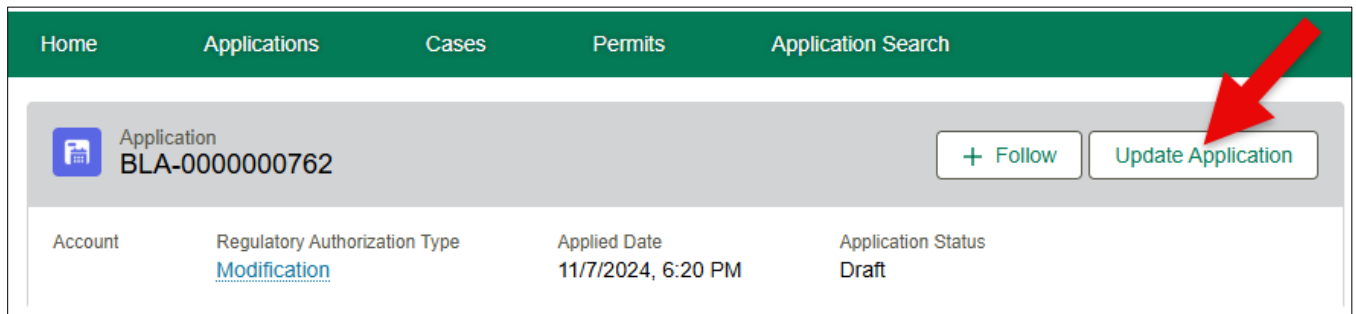 Home Applications Cases Permits Application Search
Application
BLA-0000000762
+ Follow Update Application
Account Regulatory Authorization Type Applied Date Application Status
Modification 11/7/2024, 6:20 PM Draft